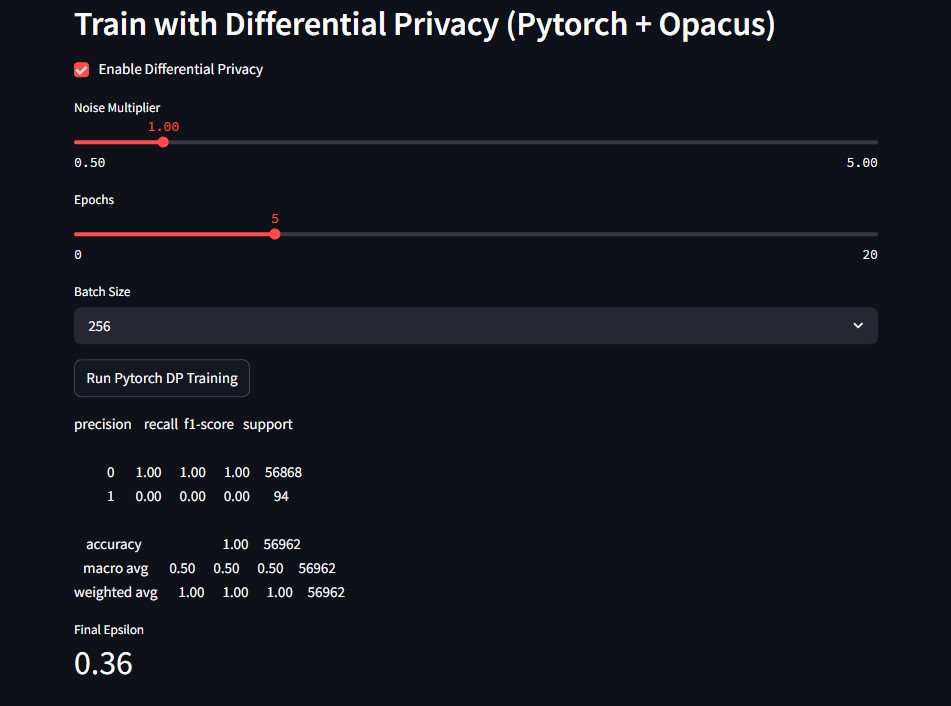 Train with Differential Privacy (Pytorch + Opacus)
Enable Differential Privacy
Noise Multiplier
1.00
0.50 5.00
Epochs
5
0 20
Batch Size
256
Run Pytorch DP Training
precision recall f1-score support
0 1.00 1.00 1.00 56868
1 0.00 0.00 0.00 94
accuracy 1.00 56962
macro avg 0.50 0.50 0.50 56962
weighted avg 1.00 1.00 1.00 56962
Final Epsilon
0.36